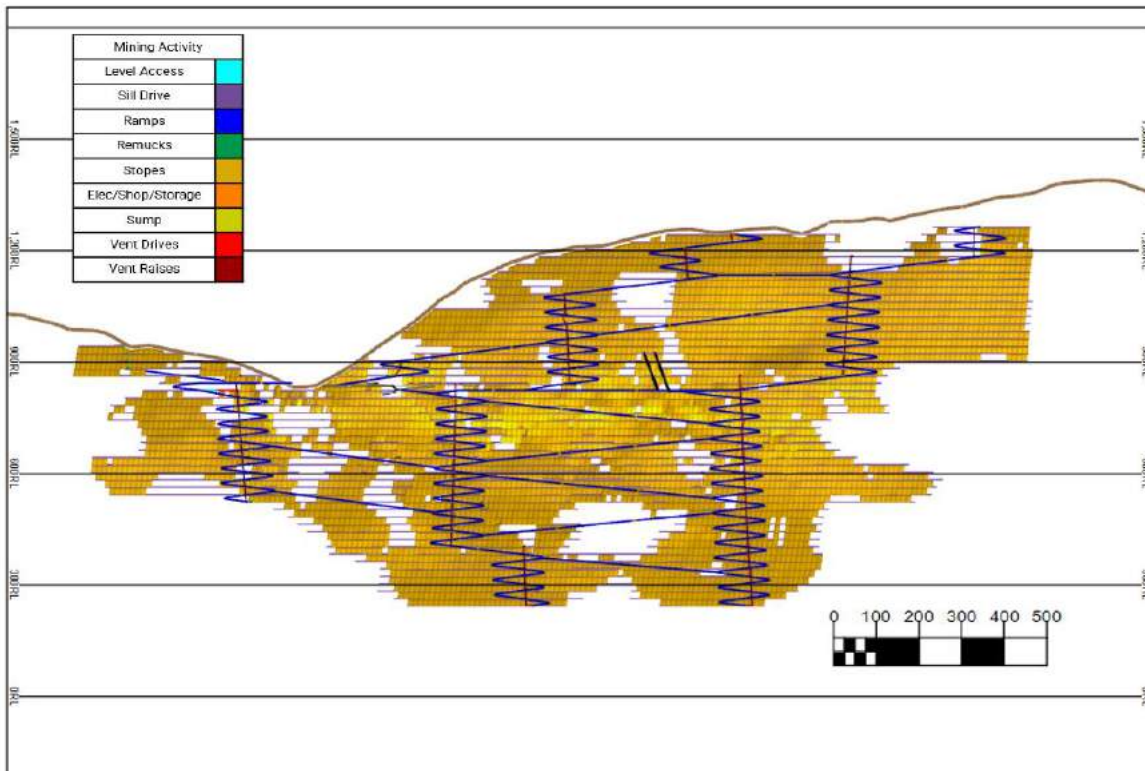 Mining Activity
Level Access
Sill Drive
Ramps
Remucks
Stopes
Elec/Shop/Storage
Sump
Vent Drives
Vent Raises
1,500RL
1,200RL
900RL
600RL
300RL
0RL
0 100 200 300 400 500